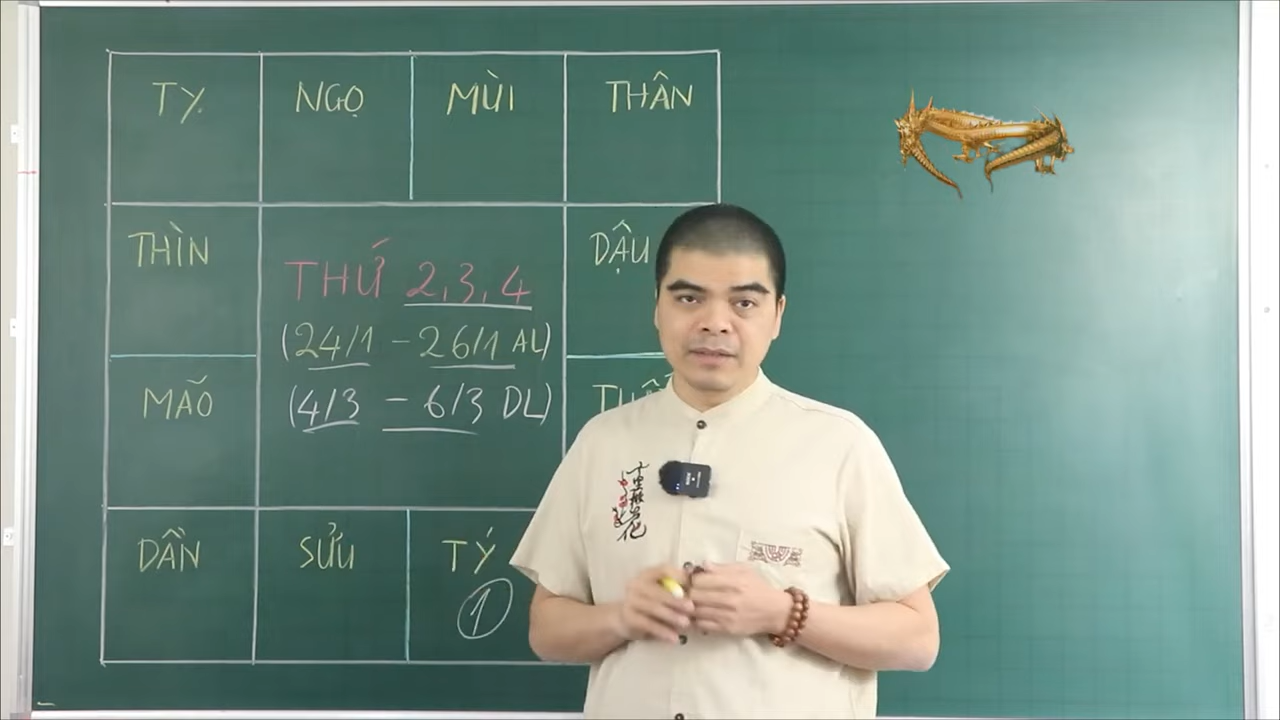 TỴ NGỌ MÙI THÂN
THÌN DẬU
THỨ 2, 3, 4
(24/1 - 26/1 AL)
MÃO
(4/3 - 6/3 DL)
DẦN SỬU TÝ
1